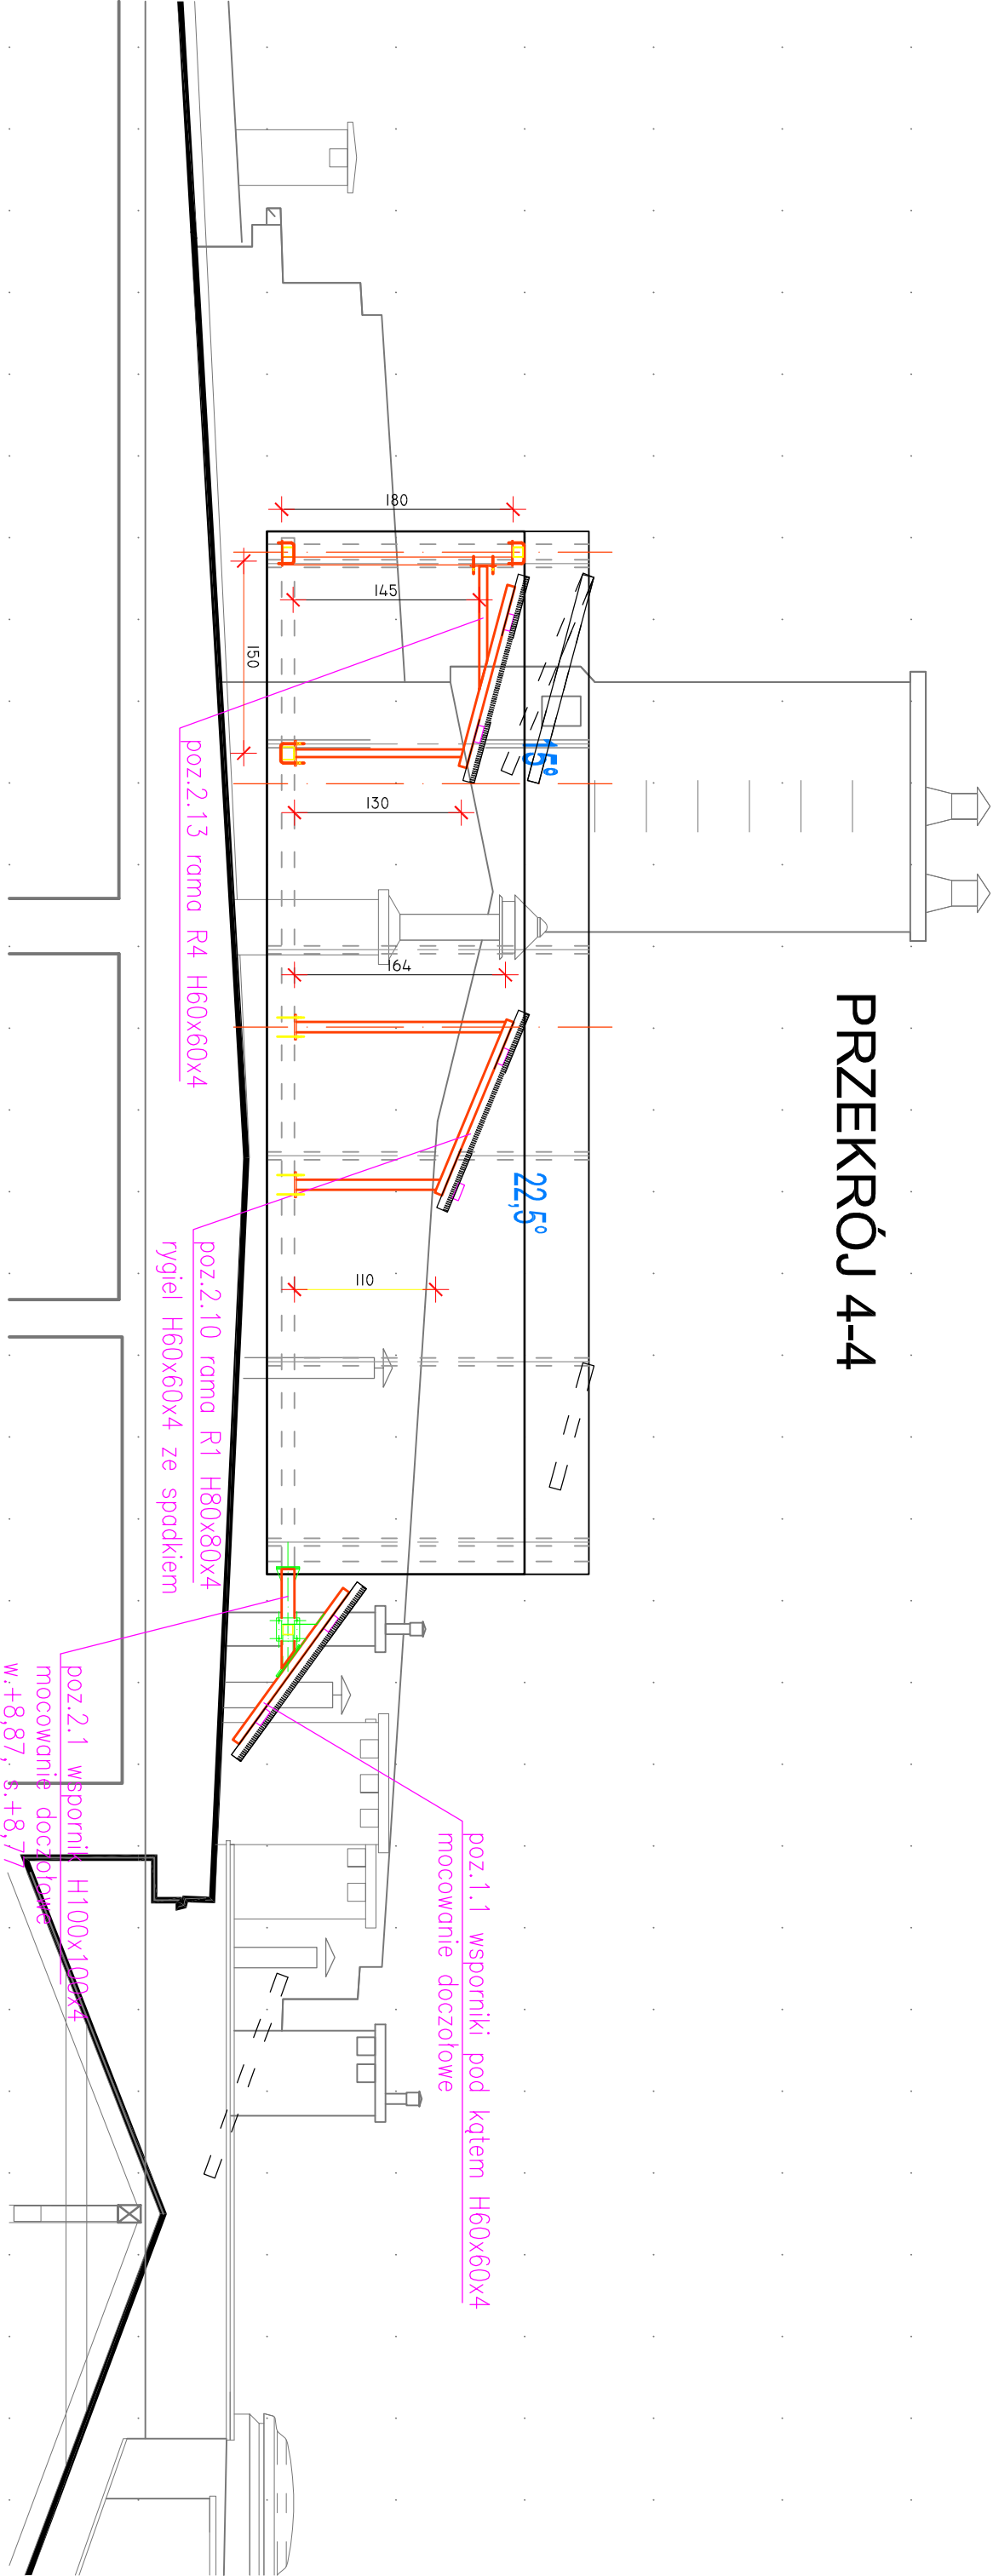 PRZEKRÓJ 4-4
180
145
150
15°
130
164
22,5°
110
poz.2.13 rama R4 H60x60x4
poz.2.10 rama R1 H80x80x4
rygiel H60x60x4 ze spadkiem
poz.1.1 wsporniki pod kątem H60x60x4
mocowanie doczołowe
poz.2.1 wspornik H100x100x4
mocowanie doczołowe
w.+8,87, s.+8,77